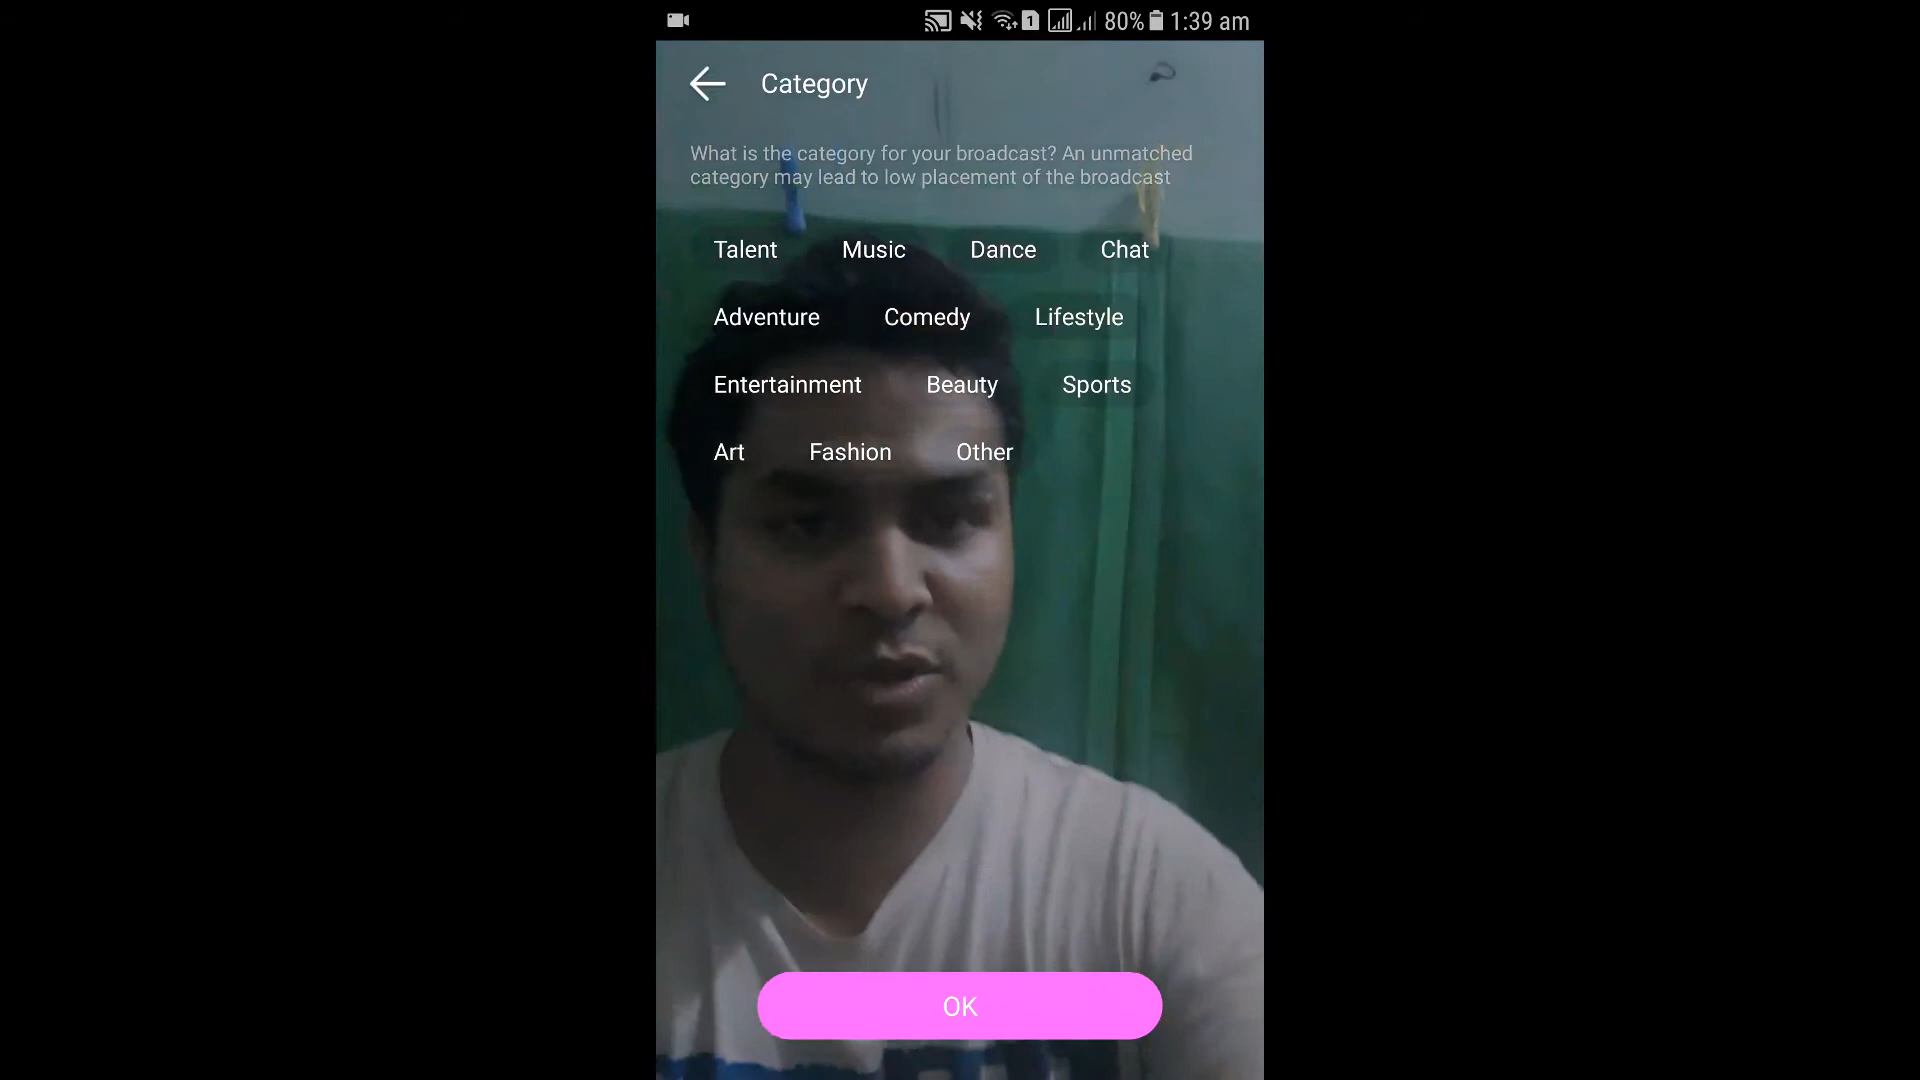 80% 1:39 am
Category
What is the category for your broadcast? An unmatched
category may lead to low placement of the broadcast
Talent Music Dance Chat
Adventure Comedy Lifestyle
Entertainment Beauty Sports
Art Fashion Other
OK